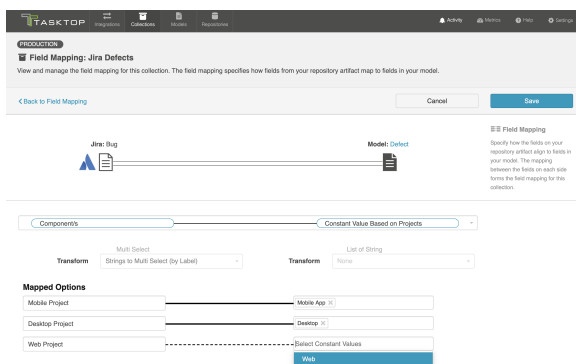 TASKTOP
Integrations Collections Models Repositories Activity Metrics Help Settings
PRODUCTION
Field Mapping: Jira Defects
View and manage the field mapping for this collection. The field mapping specifies how fields from your repository artifact map to fields in your model.
Back to Field Mapping
Cancel
Save
Field Mapping
Specify how the fields on your
repository artifact align to fields in
your model. The mapping
between the fields on each side
forms the field mapping for this
collection.
Jira: Bug
Model: Defect
Component/s
Constant Value Based on Projects
Multi Select
List of String
Transform Strings to Multi Select (by Label)
Transform None
Mapped Options
Mobile Project Mobile App ×
Desktop Project Desktop ×
Web Project Select Constant Values
Web